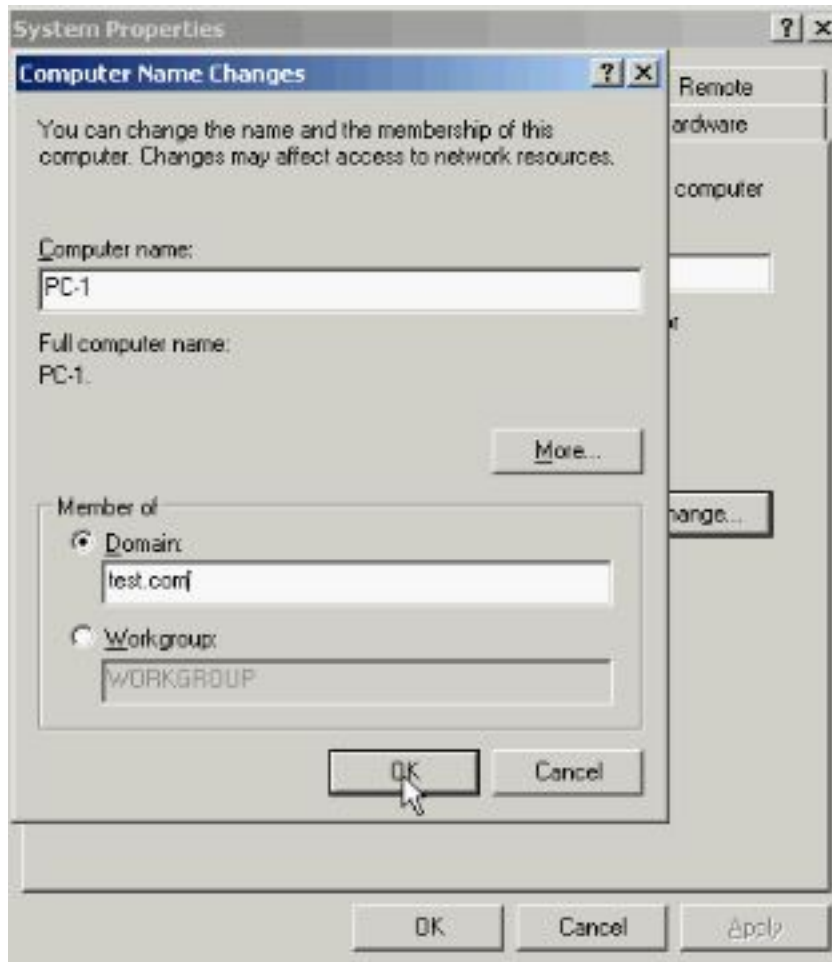 System Properties
Computer Name Changes
Remote
ardware
You can change the name and the membership of this
computer. Changes may affect access to network resources.
computer
Computer name:
PC-1
Full computer name:
PC-1.
More...
Member of
hange...
Domain:
test.com
Workgroup:
WORKGROUP
OK
Cancel
OK
Cancel
Apply